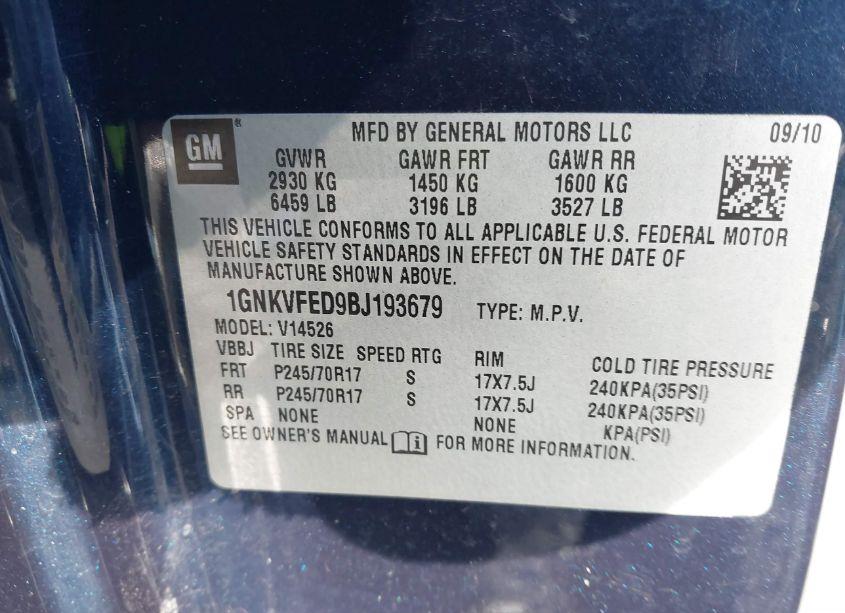 GM ® MFD BY GENERAL MOTORS LLC 09/10
GVWR GAWR FRT GAWR RR
2930 KG 1450 KG 1600 KG
6459 LB 3196 LB 3527 LB
THIS VEHICLE CONFORMS TO ALL APPLICABLE U.S. FEDERAL MOTOR
VEHICLE SAFETY STANDARDS IN EFFECT ON THE DATE OF
MANUFACTURE SHOWN ABOVE.
1GNKVFED9BJ193679 TYPE: M.P.V.
MODEL: V14526
VBBJ TIRE SIZE SPEED RTG RIM COLD TIRE PRESSURE
FRT P245/70R17 S 17X7.5J 240KPA(35PSI)
RR P245/70R17 S 17X7.5J 240KPA(35PSI)
SPA NONE NONE KPA(PSI)
SEE OWNER'S MANUAL i FOR MORE INFORMATION.